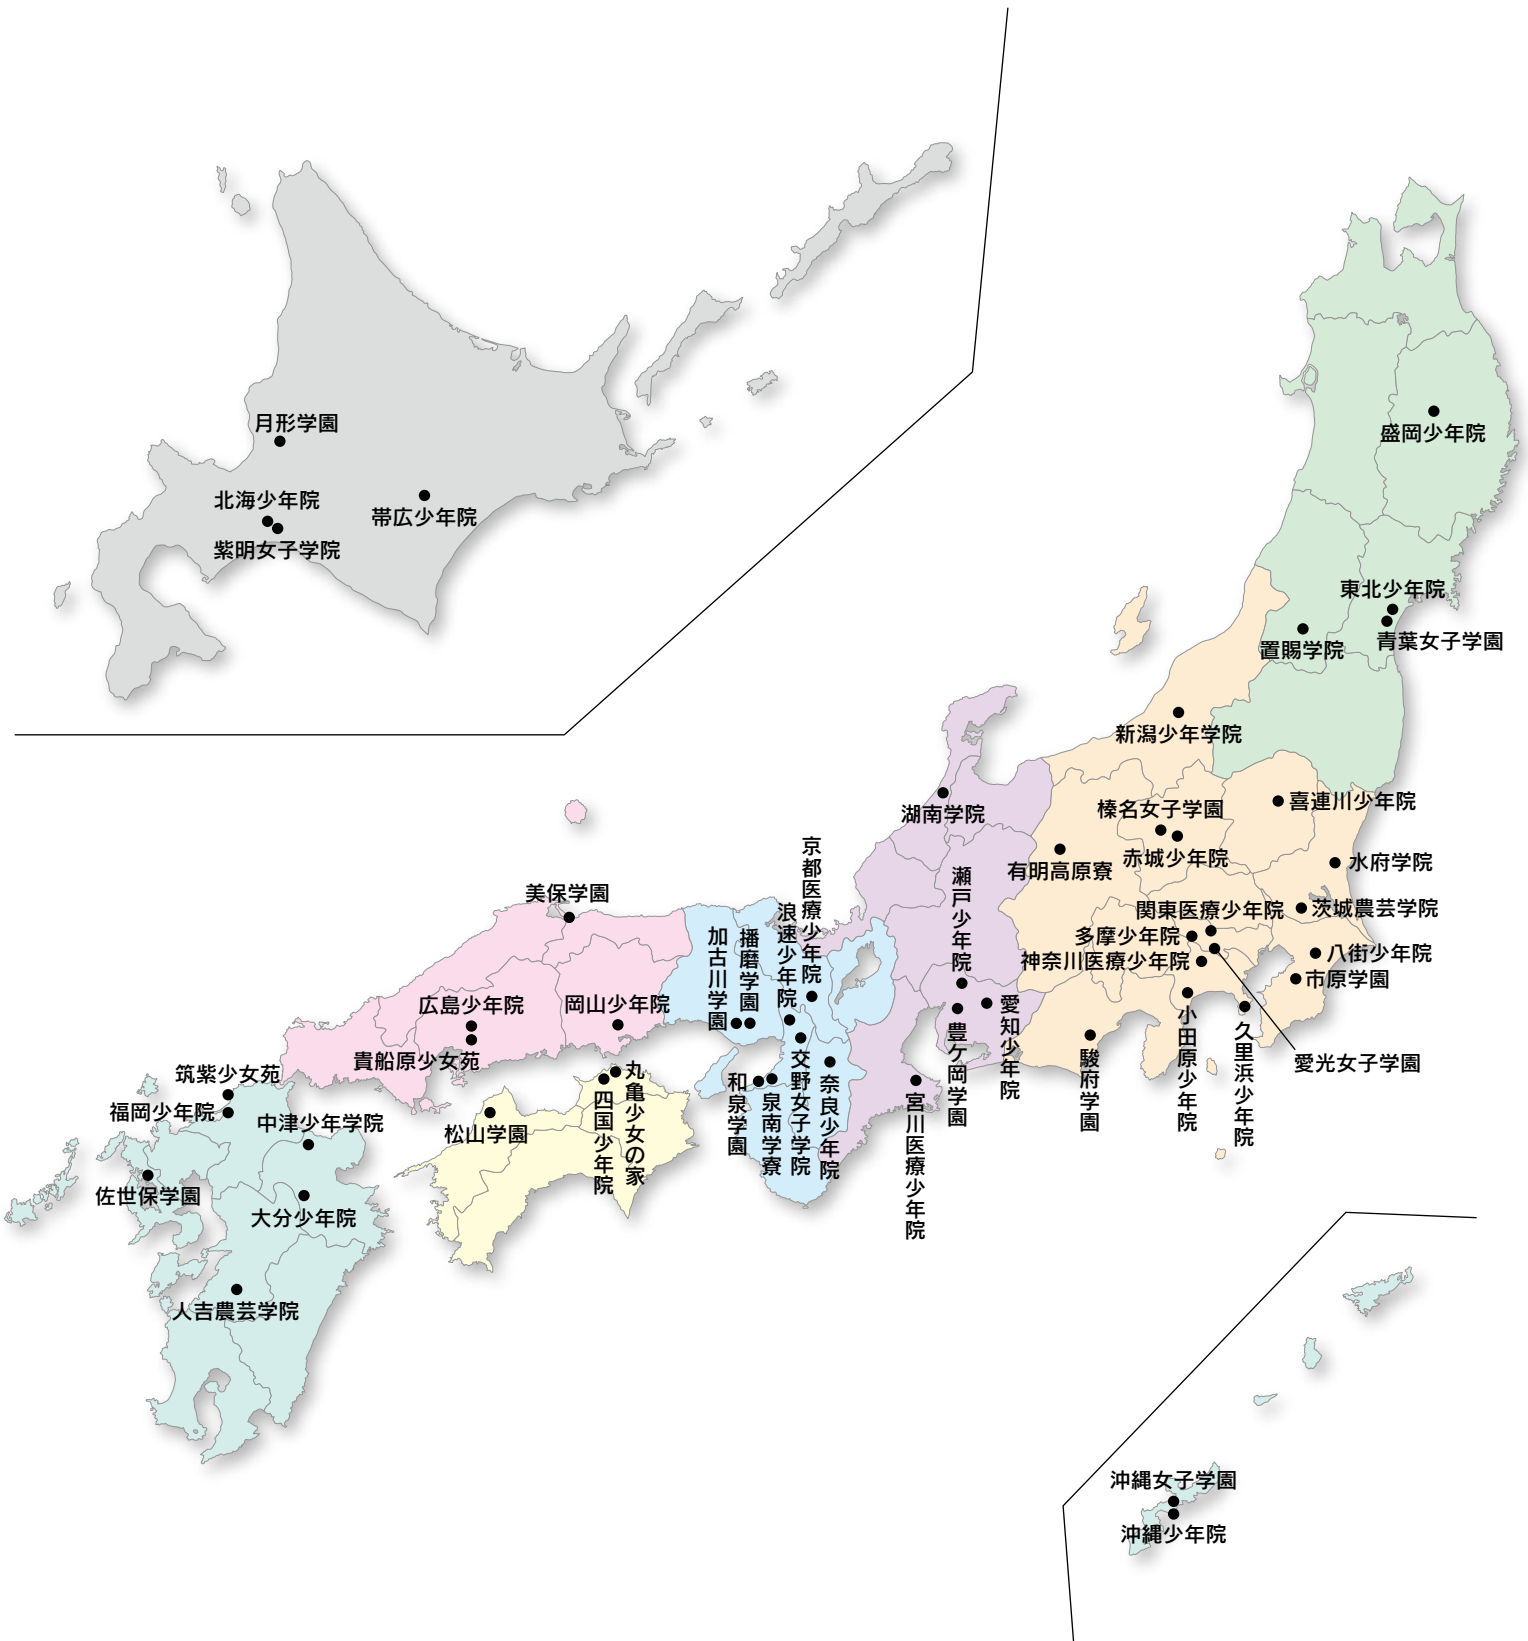 月形学園
北海少年院
紫明女子学院
帯広少年院
盛岡少年院
東北少年院
青葉女子学園
置賜学院
新潟少年学院
喜連川少年院
榛名女子学園
赤城少年院
有明高原寮
水府学院
茨城農芸学院
関東医療少年院
多摩少年院
神奈川医療少年院
八街少年院
市原学園
小田原少年院
久里浜少年院
愛光女子学園
駿府学園
湖南学院
瀬戸少年院
愛知少年院
豊ケ岡学園
宮川医療少年院
京都医療少年院
浪速少年院
播磨学園
加古川学園
交野女子学院
奈良少年院
和泉学園
泉南学寮
美保学園
岡山少年院
広島少年院
貴船原少女苑
丸亀少女の家
四国少年院
松山学園
筑紫少女苑
福岡少年院
中津少年学院
佐世保学園
大分少年院
人吉農芸学院
沖縄女子学園
沖縄少年院